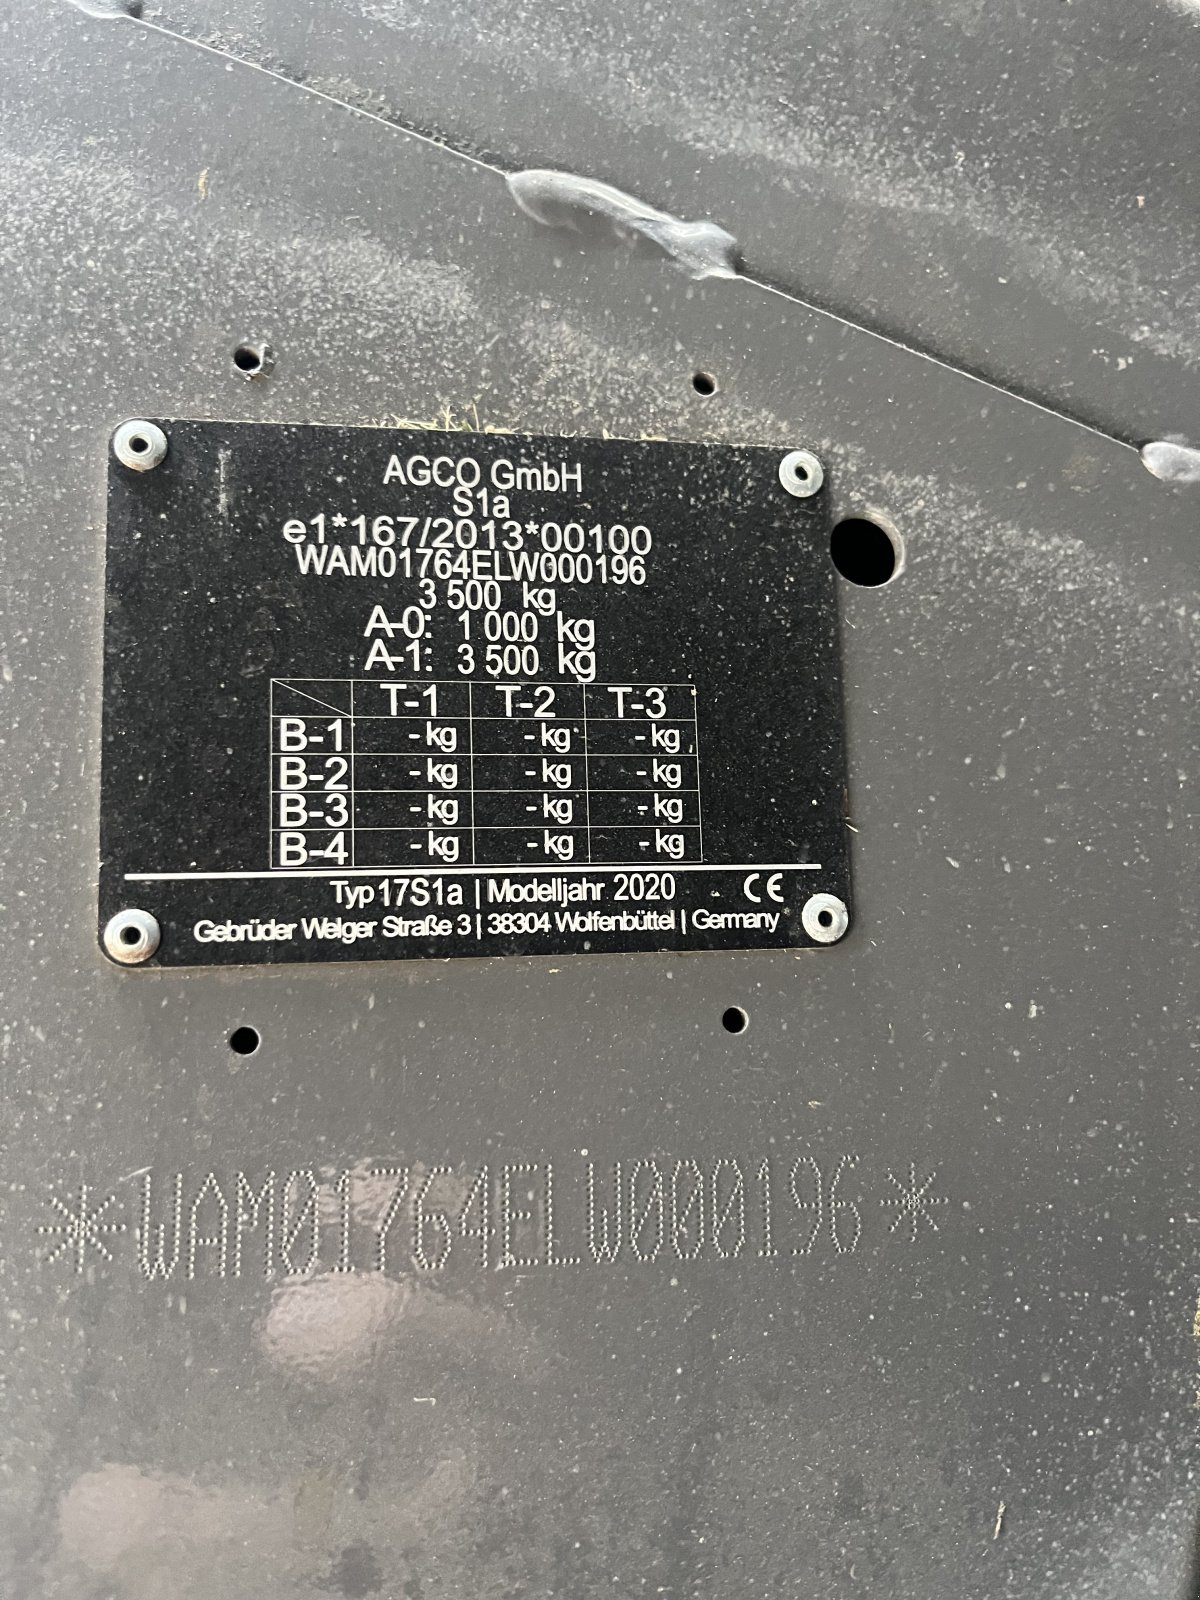 AGCO GmbH
S1a
e1*167/2013*00100
WAM01764ELW000196
3 500 kg
A-0: 1 000 kg
A-1: 3 500 kg
T-1 T-2 T-3
B-1 - kg - kg - kg
B-2 - kg - kg - kg
B-3 - kg - kg - kg
B-4 - kg - kg - kg
Typ 17S1a | Modelljahr 2020 CE
Gebrüder Welger Straße 3 | 38304 Wolfenbüttel | Germany
*WAM01764ELW000196*